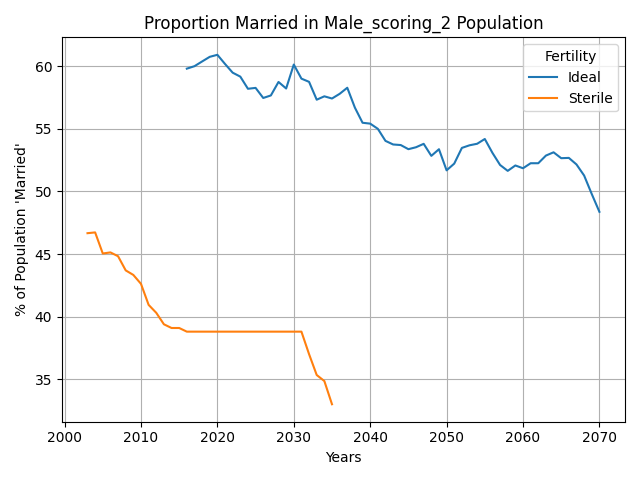 Proportion Married in Male_scoring_2 Population
Fertility
Ideal
Sterile
% of Population 'Married'
60
55
50
45
40
35
2000 2010 2020 2030 2040 2050 2060 2070
Years